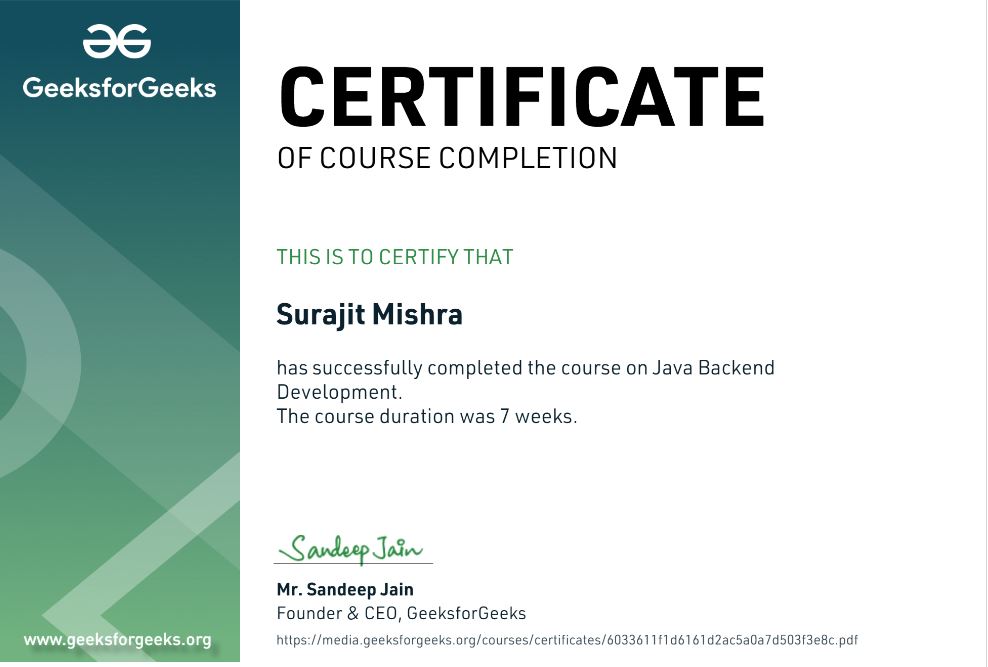 GeeksforGeeks
CERTIFICATE
OF COURSE COMPLETION
THIS IS TO CERTIFY THAT
Surajit Mishra
has successfully completed the course on Java Backend
Development.
The course duration was 7 weeks.
Sandeep Jain
Mr. Sandeep Jain
Founder & CEO, GeeksforGeeks
https://media.geeksforgeeks.org/courses/certificates/6033611f1d6161d2ac5a0a7d503f3e8c.pdf
www.geeksforgeeks.org